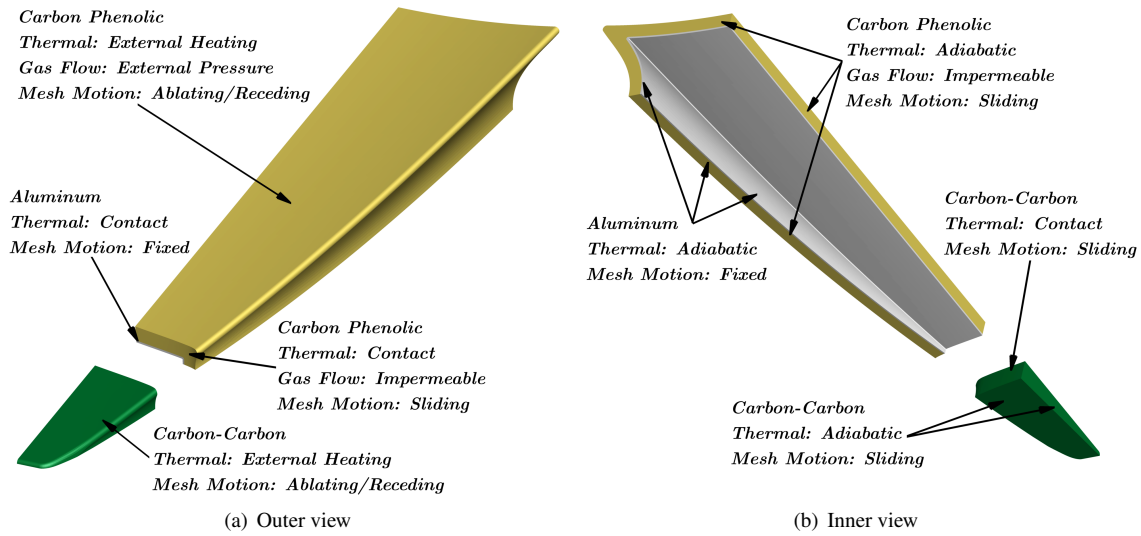 Carbon Phenolic
Thermal: External Heating
Gas Flow: External Pressure
Mesh Motion: Ablating/Receding
Aluminum
Thermal: Contact
Mesh Motion: Fixed
Carbon Phenolic
Thermal: Contact
Gas Flow: Impermeable
Mesh Motion: Sliding
Carbon-Carbon
Thermal: External Heating
Mesh Motion: Ablating/Receding
(a) Outer view
Carbon Phenolic
Thermal: Adiabatic
Gas Flow: Impermeable
Mesh Motion: Sliding
Aluminum
Thermal: Adiabatic
Mesh Motion: Fixed
Carbon-Carbon
Thermal: Contact
Mesh Motion: Sliding
Carbon-Carbon
Thermal: Adiabatic
Mesh Motion: Sliding
(b) Inner view